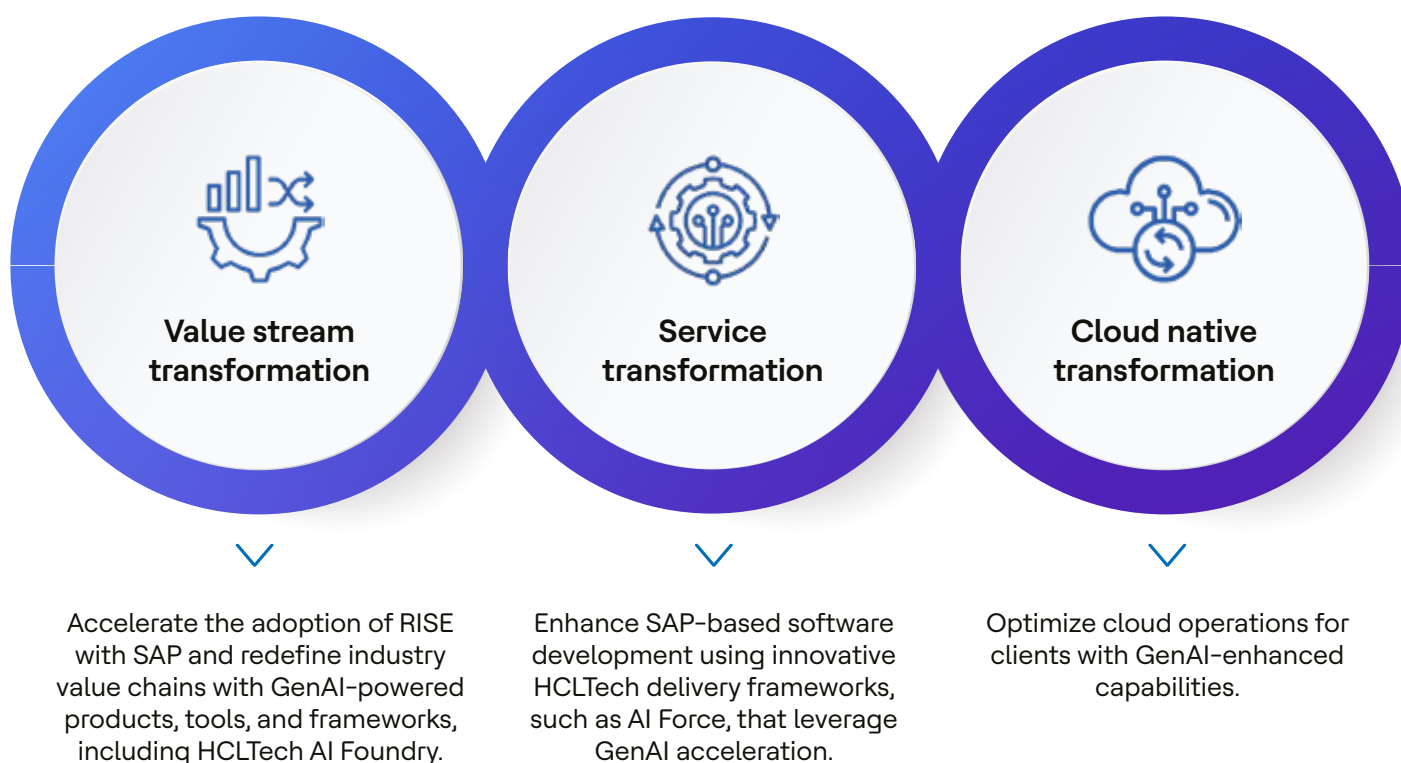 Value stream
transformation
Service
transformation
Cloud native
transformation
Accelerate the adoption of RISE
with SAP and redefine industry
value chains with GenAI-powered
products, tools, and frameworks,
including HCLTech AI Foundry.
Enhance SAP-based software
development using innovative
HCLTech delivery frameworks,
such as AI Force, that leverage
GenAI acceleration.
Optimize cloud operations for
clients with GenAI-enhanced
capabilities.